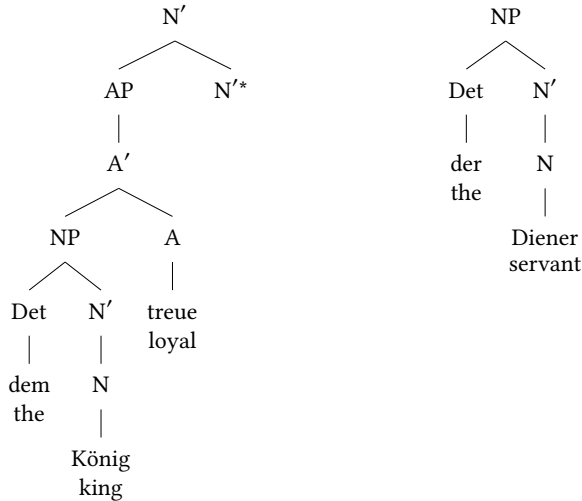 N′ NP
AP N′* Det N′
A′ der the N
NP A Diener servant
Det N′ treue loyal
dem the N
König king